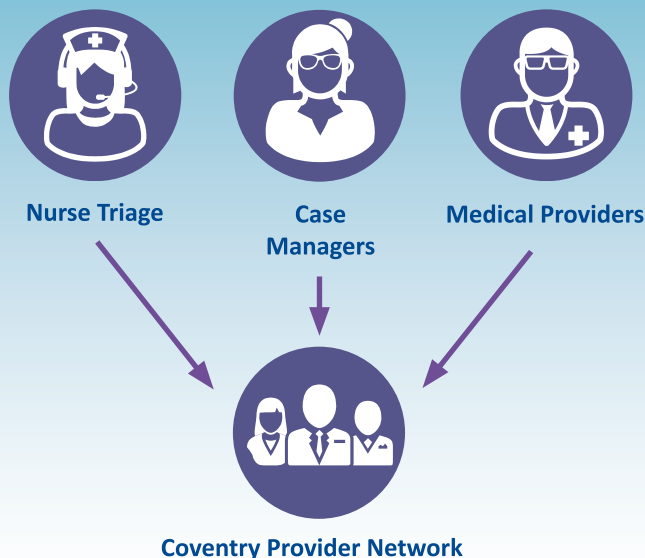 Nurse Triage
Case
Managers
Medical Providers
Coventry Provider Network